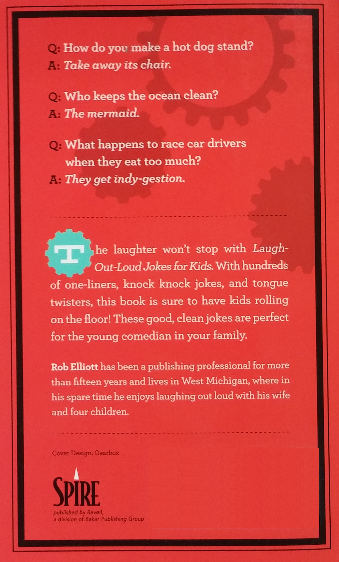 Q: How do you make a hot dog stand?
A: Take away its chair.
Q: Who keeps the ocean clean?
A: The mermaid.
Q: What happens to race car drivers
when they eat too much?
A: They get indy-gestion.
The laughter won't stop with Laugh-
Out-Loud Jokes for Kids. With hundreds
of one-liners, knock knock jokes, and tongue
twisters, this book is sure to have kids rolling
on the floor! These good, clean jokes are perfect
for the young comedian in your family.
Rob Elliott has been a publishing professional for more
than fifteen years and lives in West Michigan, where in
his spare time he enjoys laughing out loud with his wife
and four children.
Cover Design: Gearbox
SPIRE
published by Revell,
a division of Baker Publishing Group